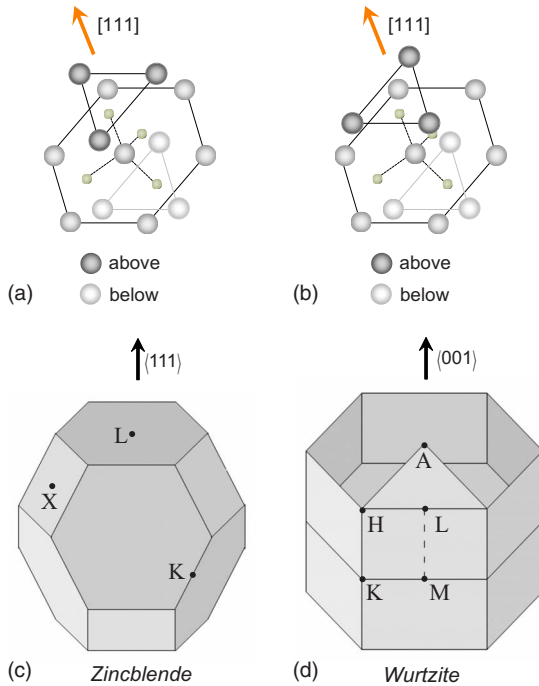 [111]
[111]
above
below
(a)
above
below
(b)
⟨111⟩
L
X
K
(c)
Zincblende
⟨001⟩
A
H
L
K
M
(d)
Wurtzite